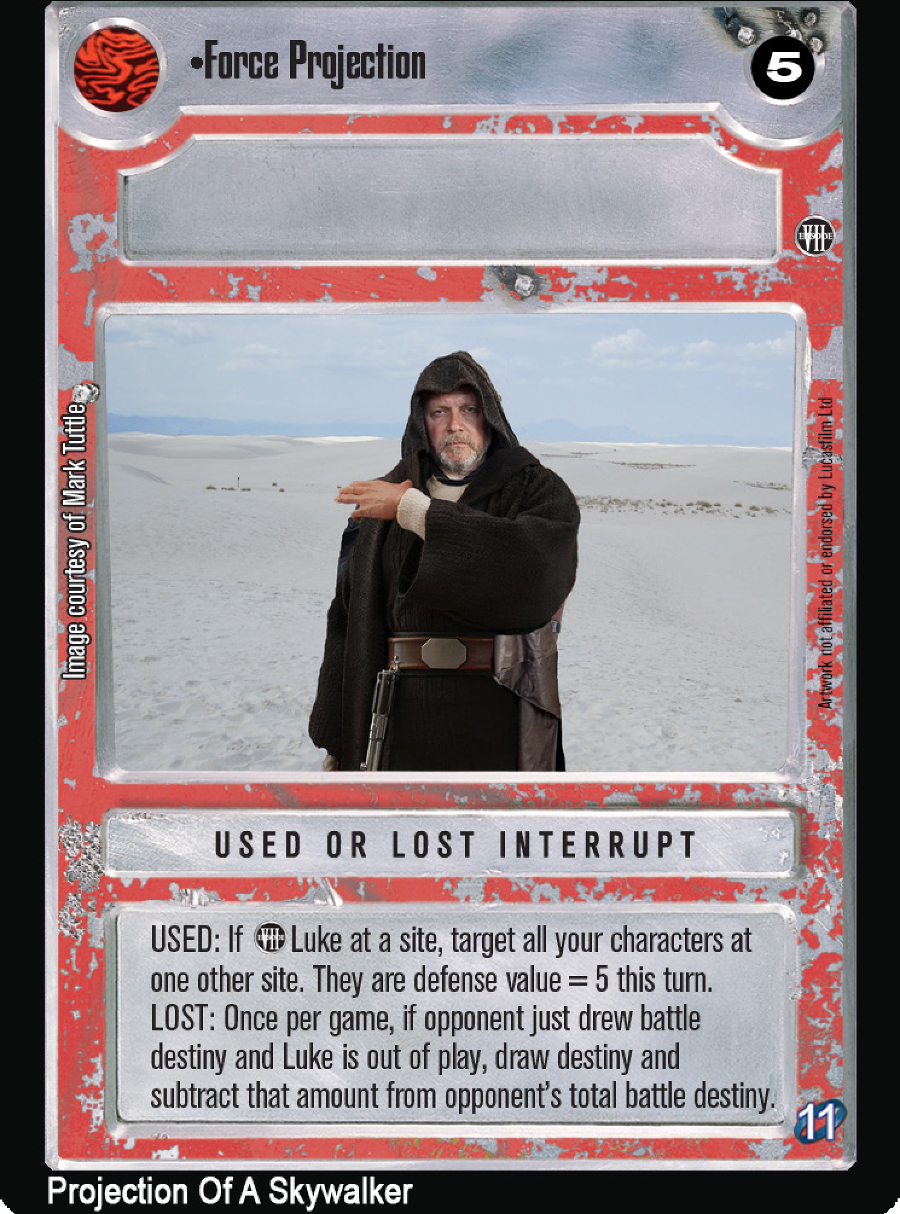 •Force Projection
5
EPISODE
VII
Image courtesy of Mark Tuttle
Artwork not affiliated or endorsed by Lucasfilm Ltd
USED OR LOST INTERRUPT
USED: If VII Luke at a site, target all your characters at
one other site. They are defense value = 5 this turn.
LOST: Once per game, if opponent just drew battle
destiny and Luke is out of play, draw destiny and
subtract that amount from opponent’s total battle destiny.
11
Projection Of A Skywalker